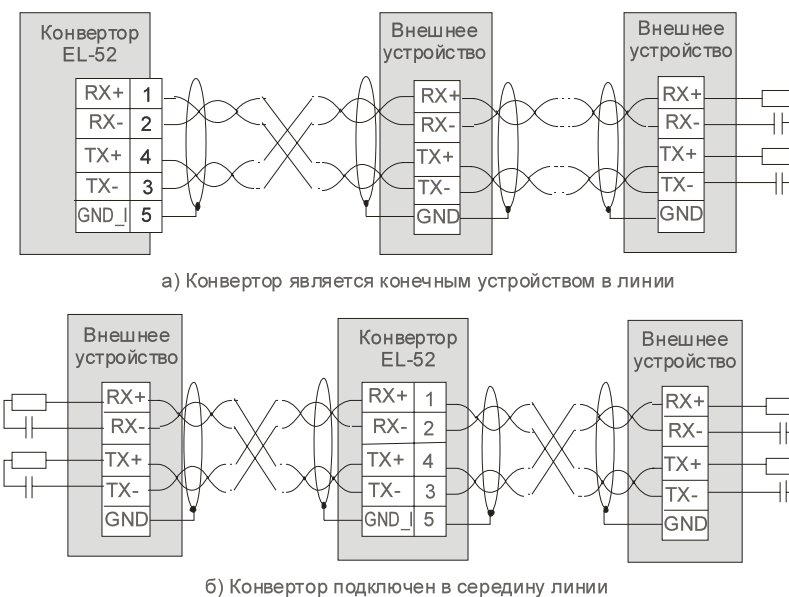 Конвертор
EL-52
RX+ 1
RX- 2
TX+ 4
TX- 3
GND_I 5
Внешнее
устройство
RX+
RX-
TX+
TX-
GND
Внешнее
устройство
RX+
RX-
TX+
TX-
GND
а) Конвертор является конечным устройством в линии
Внешнее
устройство
RX+
RX-
TX+
TX-
GND
Конвертор
EL-52
RX+ 1
RX- 2
TX+ 4
TX- 3
GND_I 5
Внешнее
устройство
RX+
RX-
TX+
TX-
GND
б) Конвертор подключен в середину линии